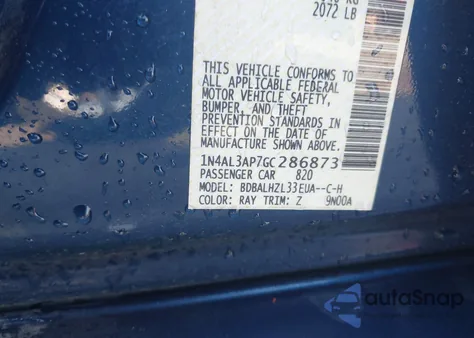 2072 LB
THIS VEHICLE CONFORMS TO
ALL APPLICABLE FEDERAL
MOTOR VEHICLE SAFETY,
BUMPER, AND THEFT
PREVENTION STANDARDS IN
EFFECT ON THE DATE OF
MANUFACTURE SHOWN ABOVE.
1N4AL3AP7GC286873
PASSENGER CAR 820
MODEL: BDBALHZL33EUA--C-H
COLOR: RAY TRIM: Z 9N00A
autoSnap